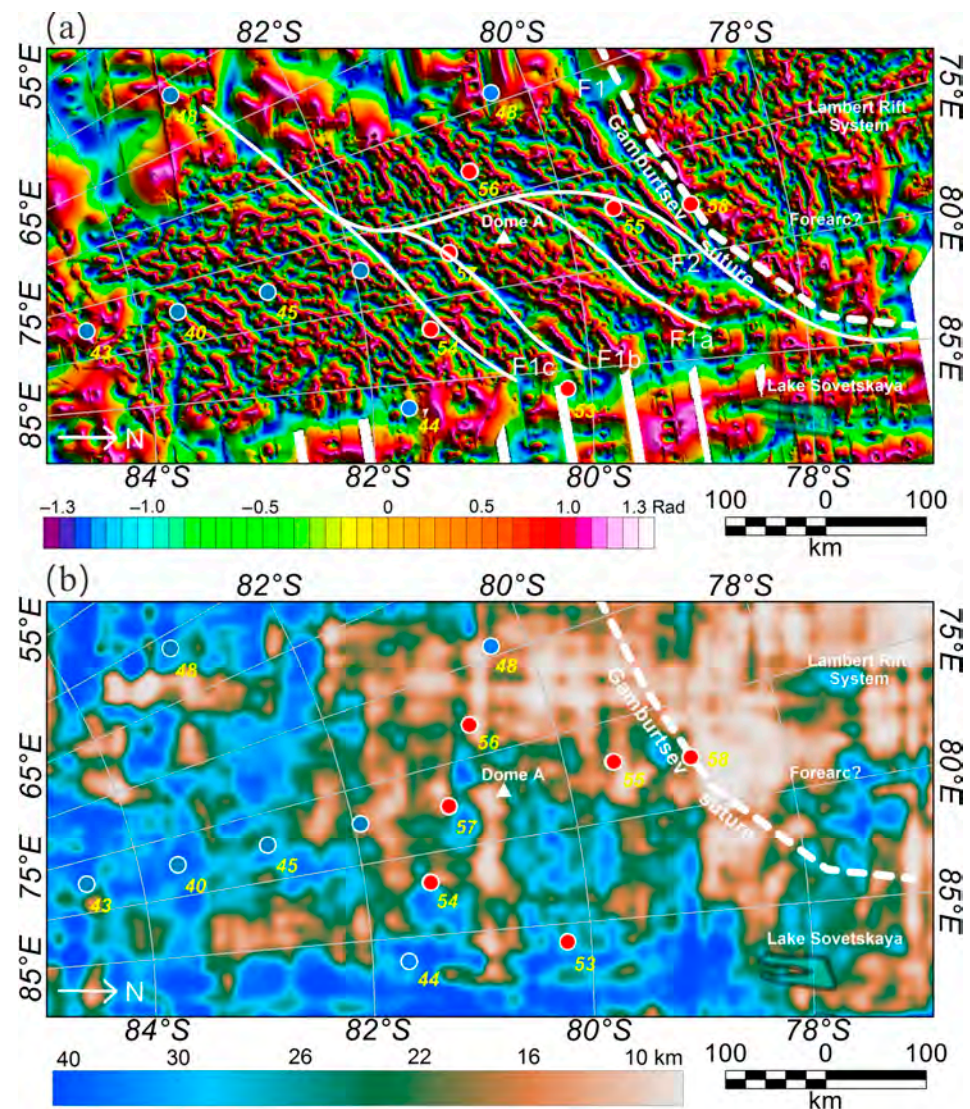 (a)
82°S
80°S
78°S
55°E
65°E
75°E
85°E
75°E
80°E
85°E
F1
Gamburtsev
suture
Lambert Rift
System
48
48
56
58
55
Dome A
Forearc?
57
F2
45
40
43
54
F1c
F1b
F1a
53
44
Lake Sovetskaya
N
84°S
82°S
80°S
78°S
−1.3
−1.0
−0.5
0
0.5
1.0
1.3 Rad
100
0
100
km
(b)
82°S
80°S
78°S
55°E
65°E
75°E
85°E
75°E
80°E
85°E
Gamburtsev
suture
Lambert Rift
System
48
48
56
58
55
Dome A
Forearc?
57
45
40
43
54
53
44
Lake Sovetskaya
N
84°S
82°S
80°S
78°S
40
30
26
22
16
10 km
100
0
100
km